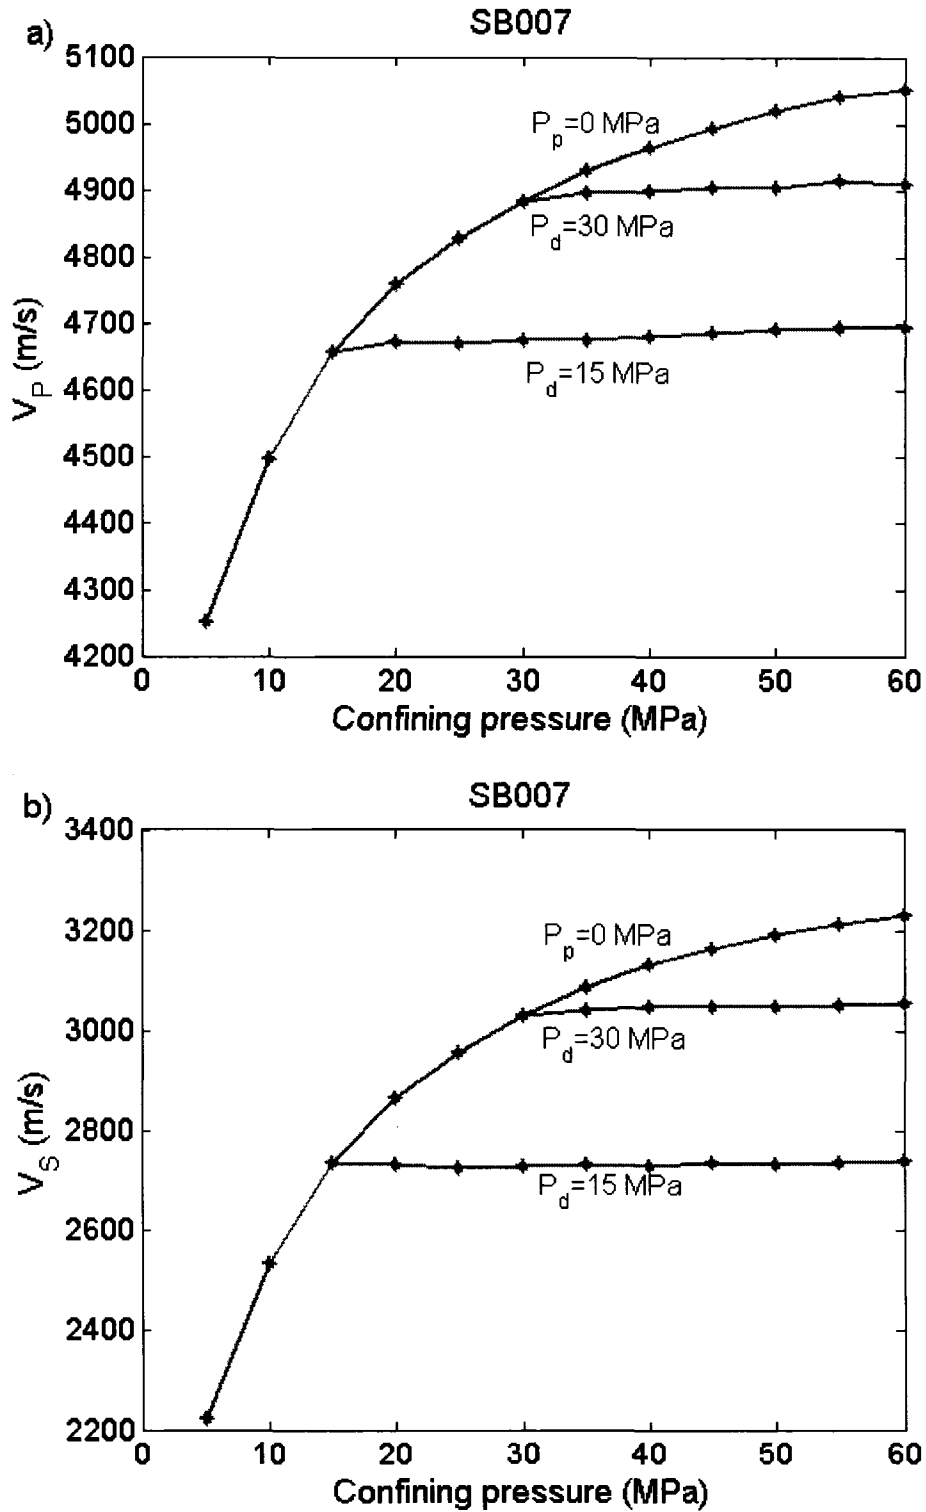 a)
SB007
5100
5000
4900
4800
4700
4600
4500
4400
4300
4200
V_P (m/s)
P_p=0 MPa
P_d=30 MPa
P_d=15 MPa
0 10 20 30 40 50 60
Confining pressure (MPa)
b)
SB007
3400
3200
3000
2800
2600
2400
2200
V_S (m/s)
P_p=0 MPa
P_d=30 MPa
P_d=15 MPa
0 10 20 30 40 50 60
Confining pressure (MPa)